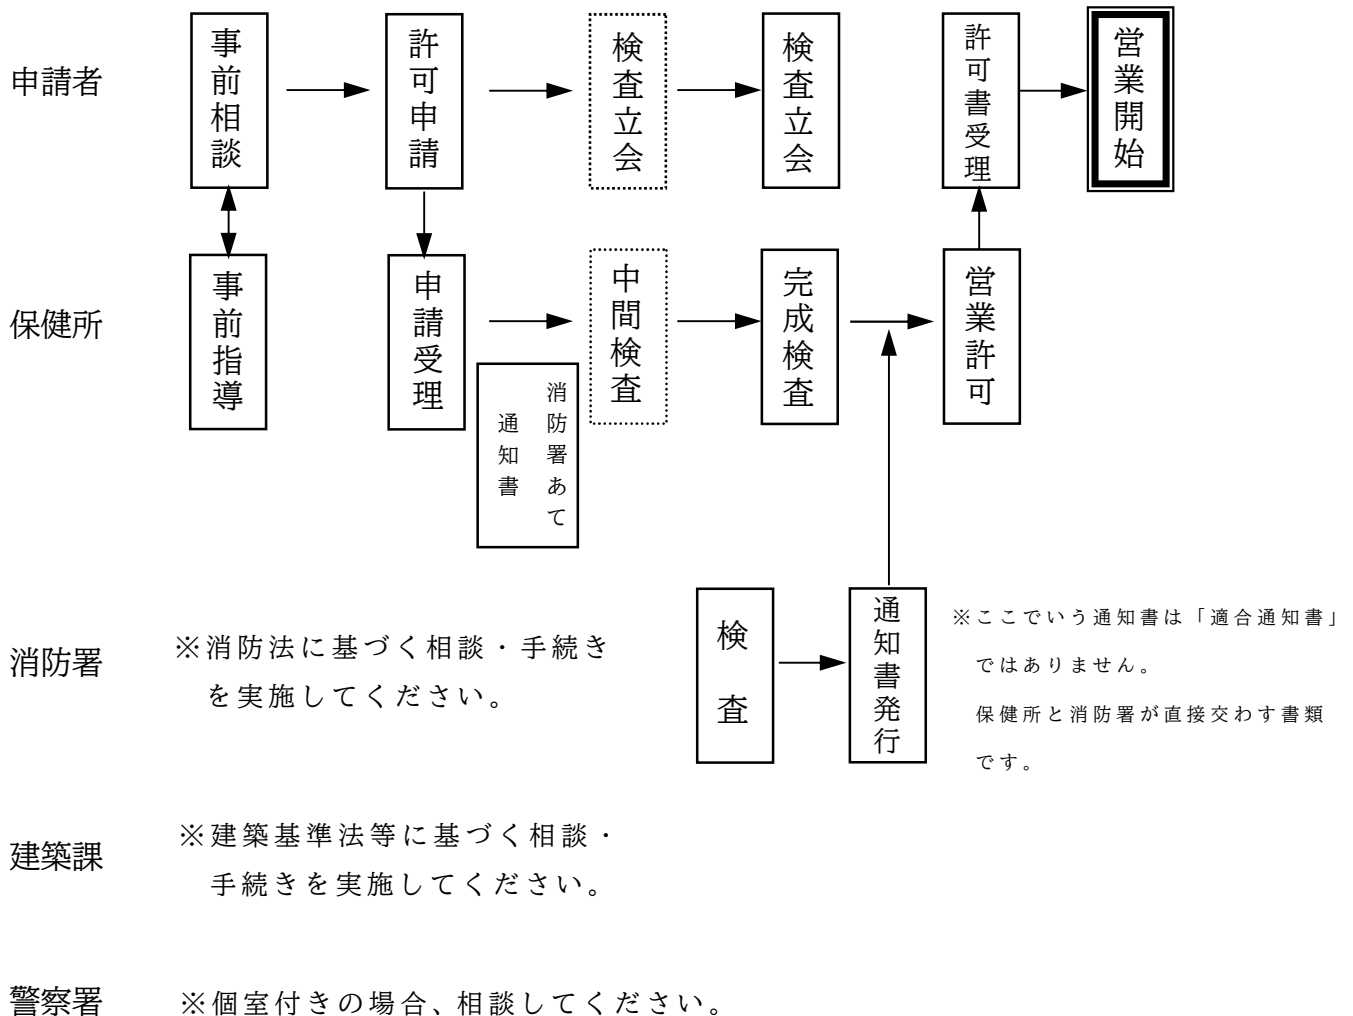 申請者
事前相談
許可申請
検査立会
検査立会
許可書受理
営業開始
保健所
事前指導
申請受理
消防署あて
通知書
中間検査
完成検査
営業許可
消防署
※消防法に基づく相談・手続き
を実施してください。
検査
通知書発行
※ここでいう通知書は「適合通知書」
ではありません。
保健所と消防署が直接交わす書類
です。
建築課
※建築基準法等に基づく相談・
手続きを実施してください。
警察署
※個室付きの場合、相談してください。